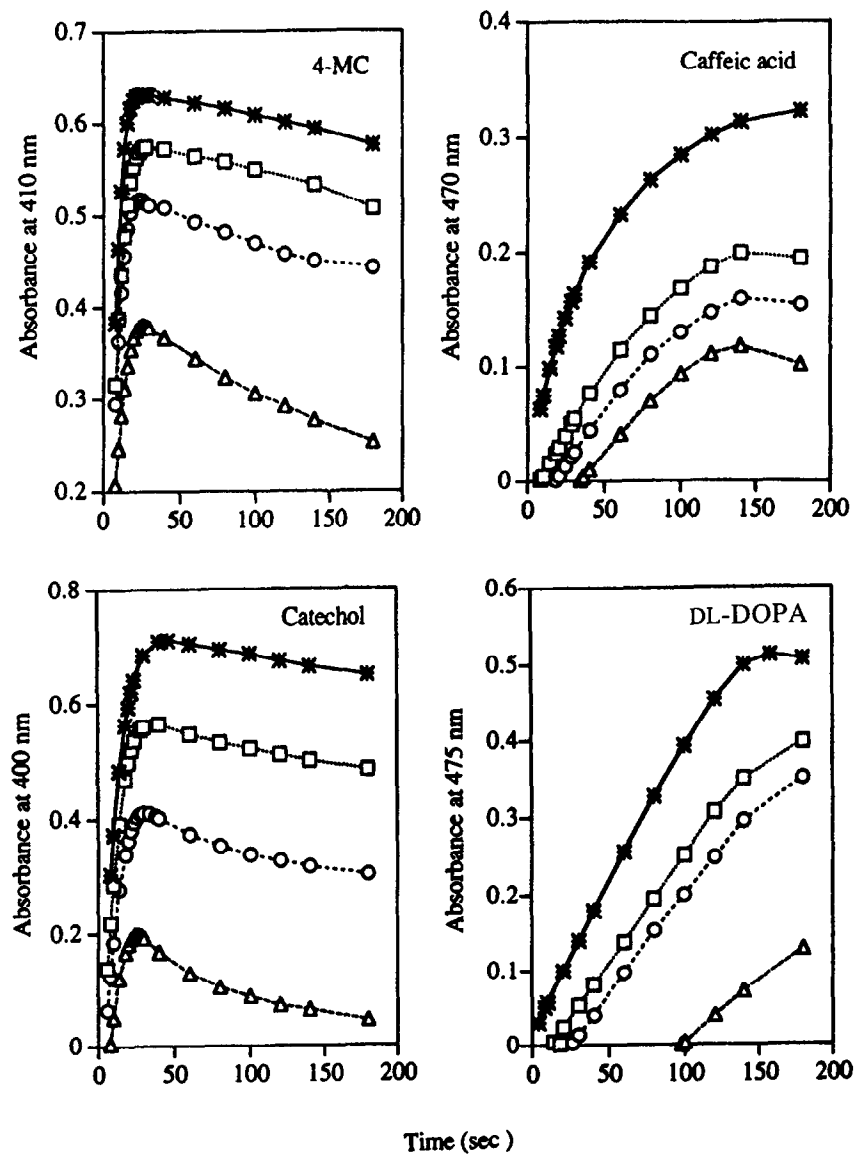 4-MC
Absorbance at 410 nm
0.7
0.6
0.5
0.4
0.3
0.2
0 50 100 150 200
Caffeic acid
Absorbance at 470 nm
0.4
0.3
0.2
0.1
0
0 50 100 150 200
Catechol
Absorbance at 400 nm
0.8
0.6
0.4
0.2
0
0 50 100 150 200
DL-DOPA
Absorbance at 475 nm
0.6
0.5
0.4
0.3
0.2
0.1
0
0 50 100 150 200
Time (sec )